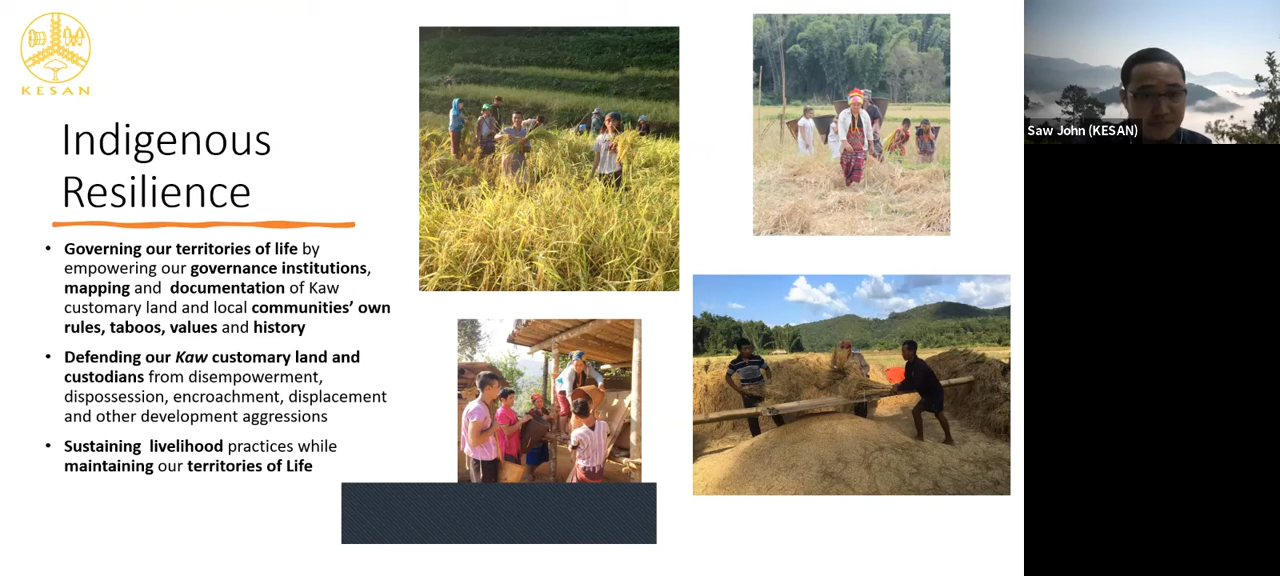 KESAN
Indigenous
Resilience
• Governing our territories of life by
empowering our governance institutions,
mapping and documentation of Kaw
customary land and local communities’ own
rules, taboos, values and history
• Defending our Kaw customary land and
custodians from disempowerment,
dispossession, encroachment, displacement
and other development aggressions
• Sustaining livelihood practices while
maintaining our territories of Life
Saw John (KESAN)